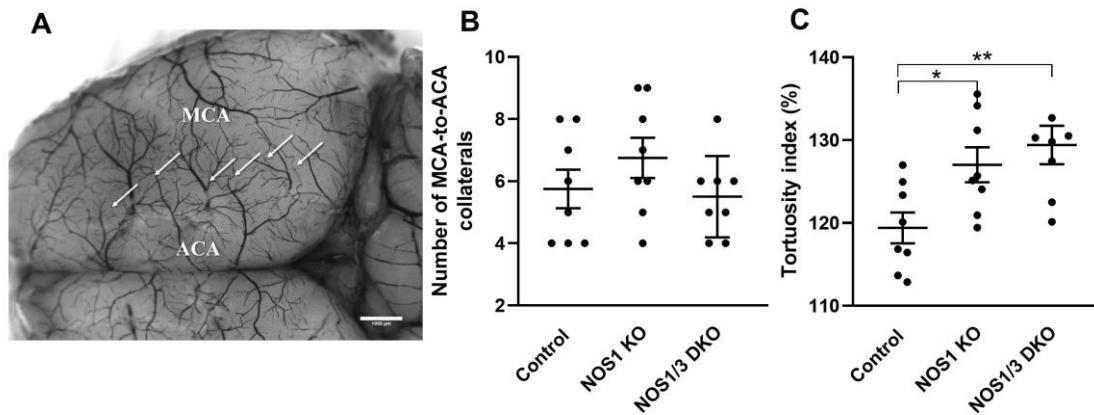 A
MCA
ACA
1000 µm
B
Number of MCA-to-ACA
collaterals
10
8
6
4
2
Control
NOS1 KO
NOS1/3 DKO
C
Tortuosity index (%)
140
130
120
110
*
**
Control
NOS1 KO
NOS1/3 DKO